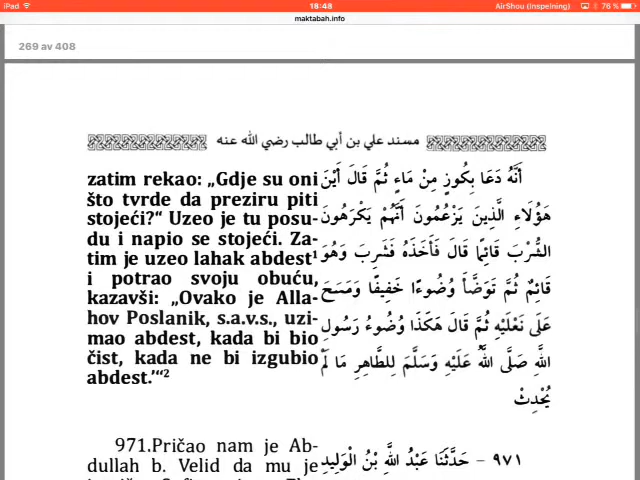 iPad 18:48 AirShou (Inspelning) 76 %
maktabah.info
269 av 408
مسند علي بن أبي طالب رضي الله عنه
zatim rekao: „Gdje su oni
što tvrde da preziru piti
stojeći?“ Uzeo je tu posu-
du i napio se stojeći. Za-
tim je uzeo lahak abdest¹
i potrao svoju obuću,
kazavši: „Ovako je Alla-
hov Poslanik, s.a.v.s., uzi-
mao abdest, kada bi bio
čist, kada ne bi izgubio
abdest.’“²
971.Pričao nam je Ab-
dullah b. Velid da mu je
أَنَّهُ دَعَا بِكُوزٍ مِنْ مَاءٍ ثُمَّ قَالَ أَيْنَ
هَؤُلَاءِ الَّذِينَ يَزْعُمُونَ أَنَّهُمْ يَكْرَهُونَ
الشُّرْبَ قَائِمًا قَالَ فَأَخَذَهُ فَشَرِبَ وَهُوَ
قَائِمٌ ثُمَّ تَوَضَّأَ وُضُوءًا خَفِيفًا وَمَسَحَ
عَلَى نَعْلَيْهِ ثُمَّ قَالَ هَكَذَا وُضُوءُ رَسُولِ
اللَّهِ صَلَّى اللَّهُ عَلَيْهِ وَسَلَّمَ لِلطَّاهِرِ مَا لَمْ
يُحْدِثْ
٩٧١ - حَدَّثَنَا عَبْدُ اللَّهِ بْنُ الْوَلِيدِ